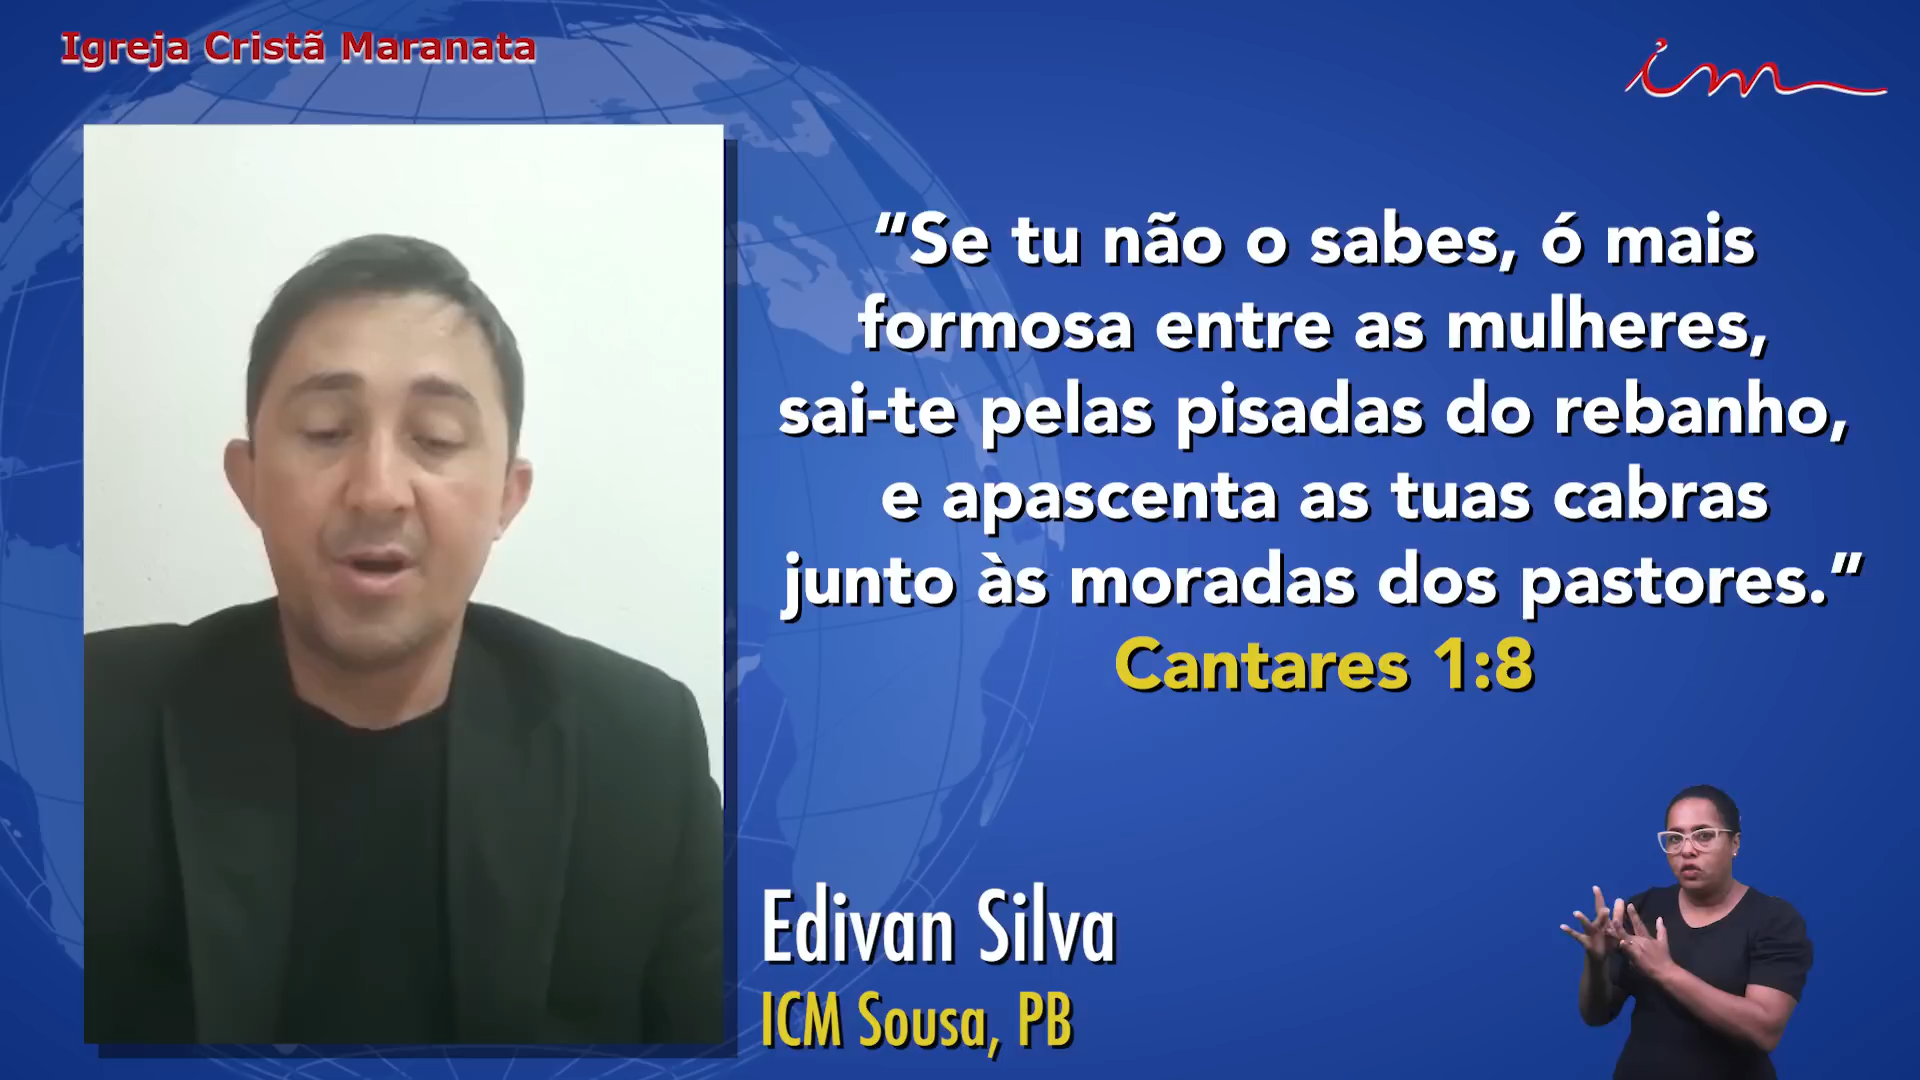 Igreja Cristã Maranata
im
“Se tu não o sabes, ó mais
formosa entre as mulheres,
sai-te pelas pisadas do rebanho,
e apascenta as tuas cabras
junto às moradas dos pastores.”
Cantares 1:8
Edivan Silva
ICM Sousa, PB